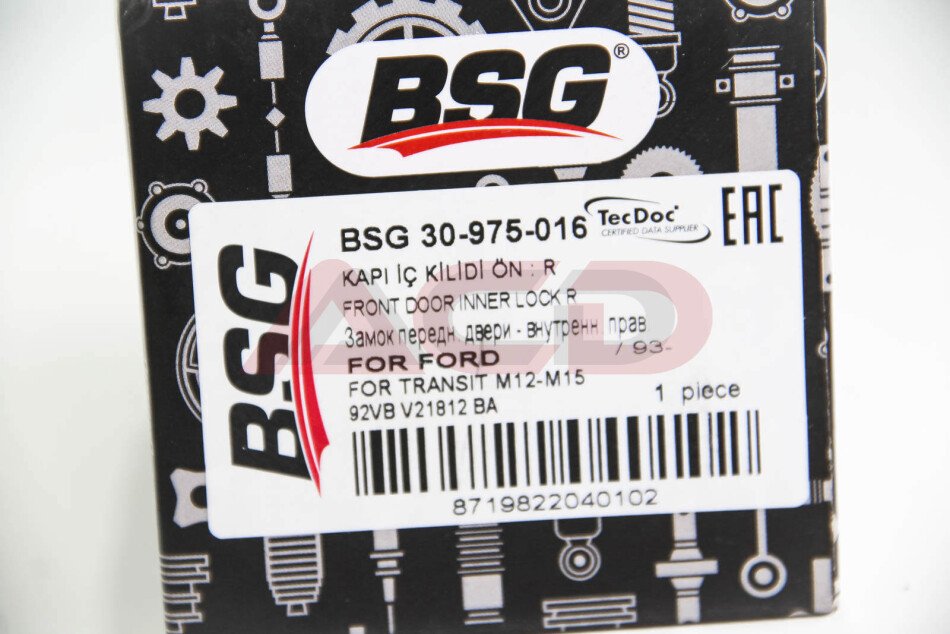 BSG®
BSG
BSG 30-975-016
TecDoc®
CERTIFIED DATA SUPPLIER
EAC
KAPI İÇ KİLİDİ ÖN : R
FRONT DOOR INNER LOCK R
Замок передн. двери - внутренн. прав
/ 93-
FOR FORD
FOR TRANSIT M12-M15
92VB V21812 BA
1 piece
8719822040102
ACD